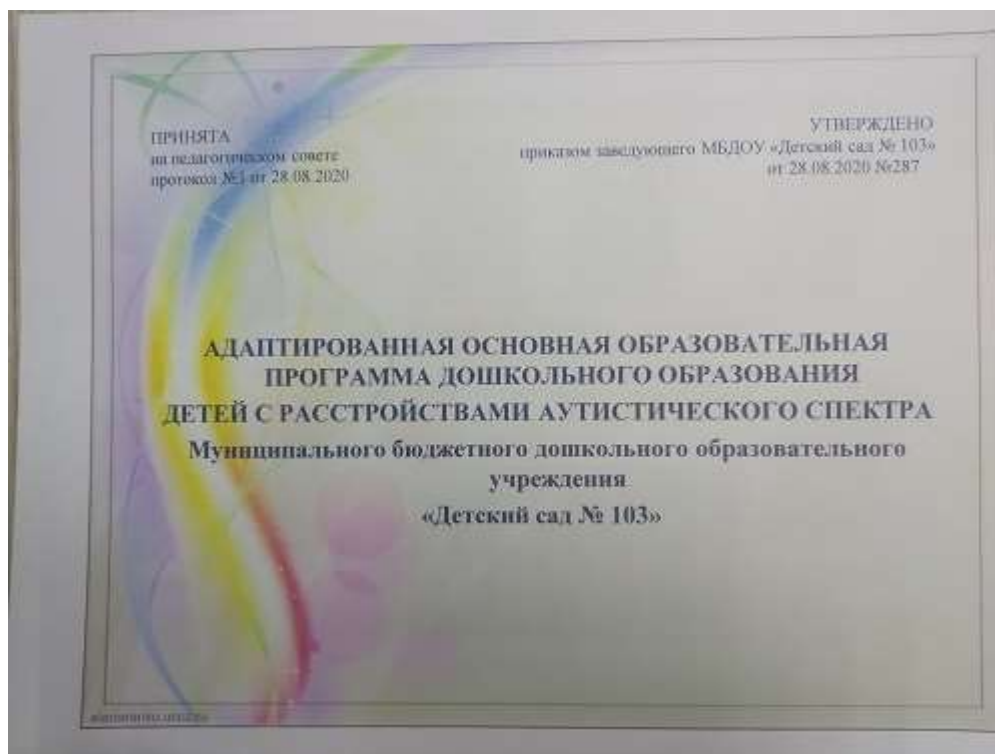 ПРИНЯТА
на педагогическом совете
протокол №1 от 28.08.2020
УТВЕРЖДЕНО
приказом заведующего МБДОУ «Детский сад № 103»
от 28.08.2020 №287
АДАПТИРОВАННАЯ ОСНОВНАЯ ОБРАЗОВАТЕЛЬНАЯ
ПРОГРАММА ДОШКОЛЬНОГО ОБРАЗОВАНИЯ
ДЕТЕЙ С РАССТРОЙСТВАМИ АУТИСТИЧЕСКОГО СПЕКТРА
Муниципального бюджетного дошкольного образовательного
учреждения
«Детский сад № 103»